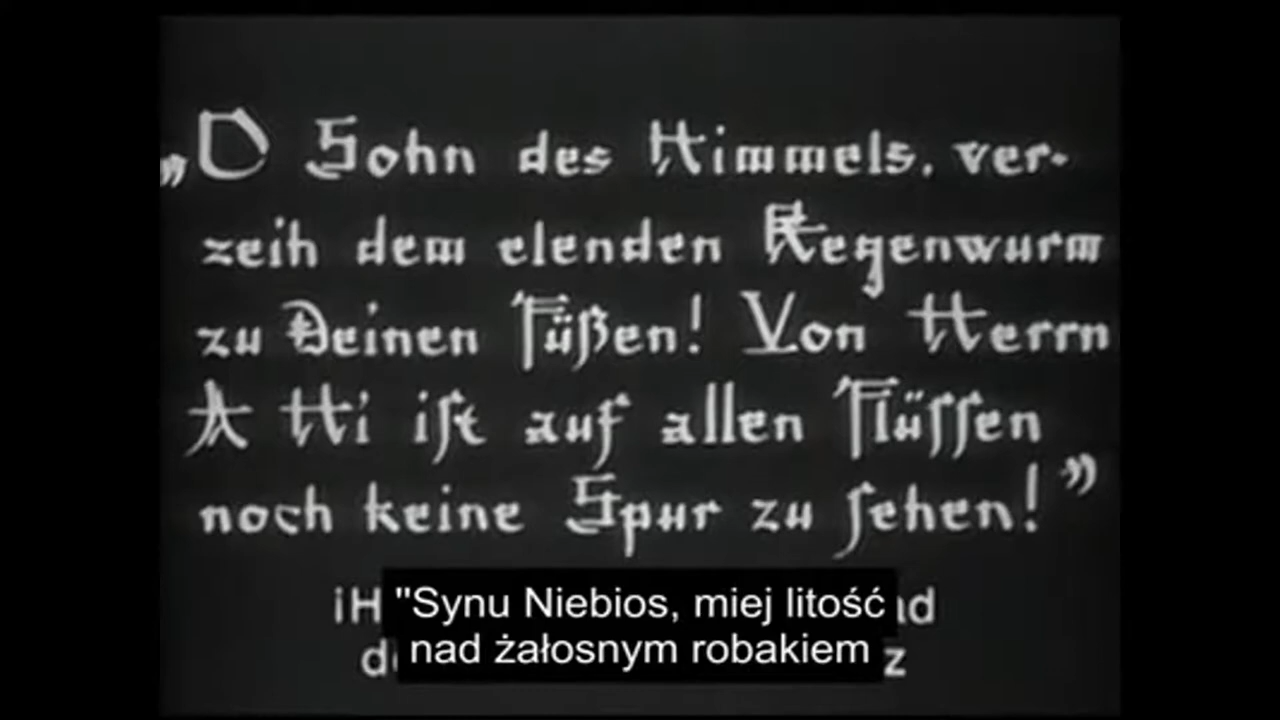 „O Sohn des Himmels, ver-
zeih dem elenden Regenwurm
zu Deinen Füßen! Von Herrn
A Hi iſt auf allen Flüſſen
noch keine Spur zu ſehen!”
"Synu Niebios, miej litość
nad żałosnym robakiem